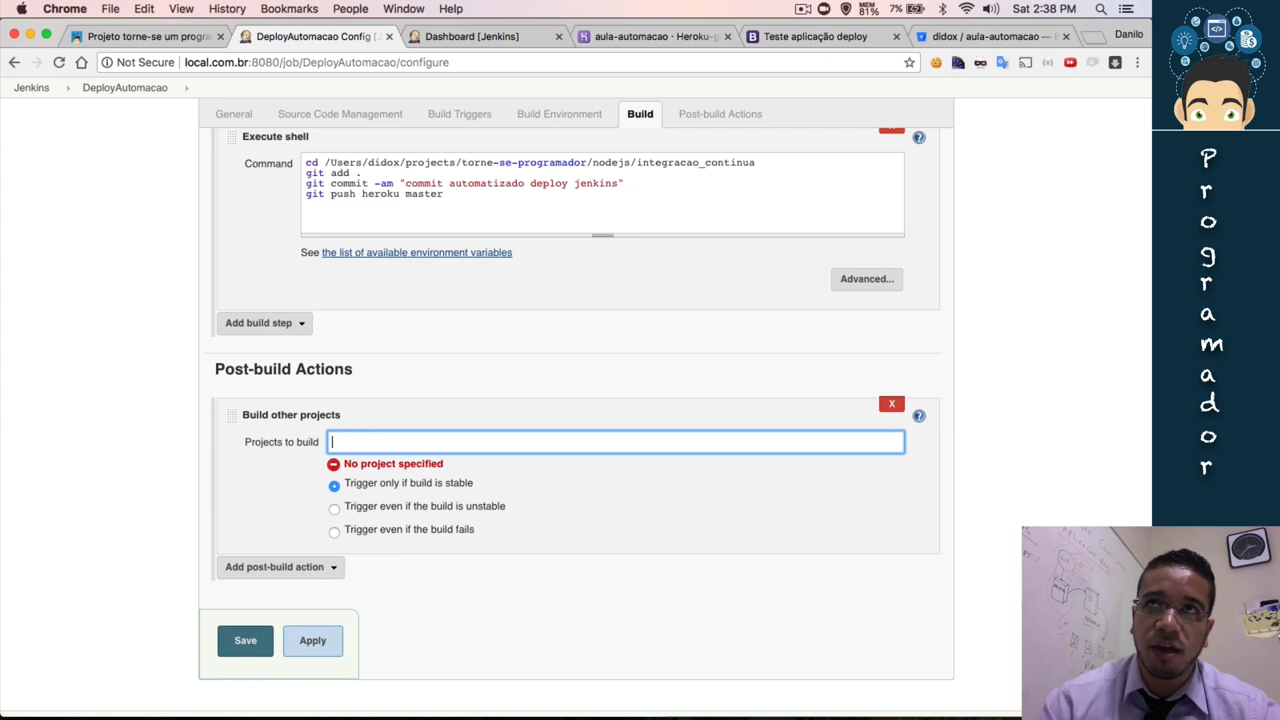 Chrome File Edit View History Bookmarks People Window Help MEM 81% 7% Sat 2:38 PM
Projeto torne-se um progra
DeployAutomacao Config [J
Dashboard [Jenkins]
aula-automacao · Heroku-g
Teste aplicação deploy
didox / aula-automacao — B
Danilo
Not Secure local.com.br:8080/job/DeployAutomacao/configure
Jenkins DeployAutomacao
General Source Code Management Build Triggers Build Environment Build Post-build Actions
Execute shell
Command
cd /Users/didox/projects/torne-se-programador/nodejs/integracao_continua
git add .
git commit -am "commit automatizado deploy jenkins"
git push heroku master
See the list of available environment variables
Advanced...
Add build step
Post-build Actions
Build other projects
X
Projects to build
No project specified
Trigger only if build is stable
Trigger even if the build is unstable
Trigger even if the build fails
Add post-build action
Save Apply
Programador